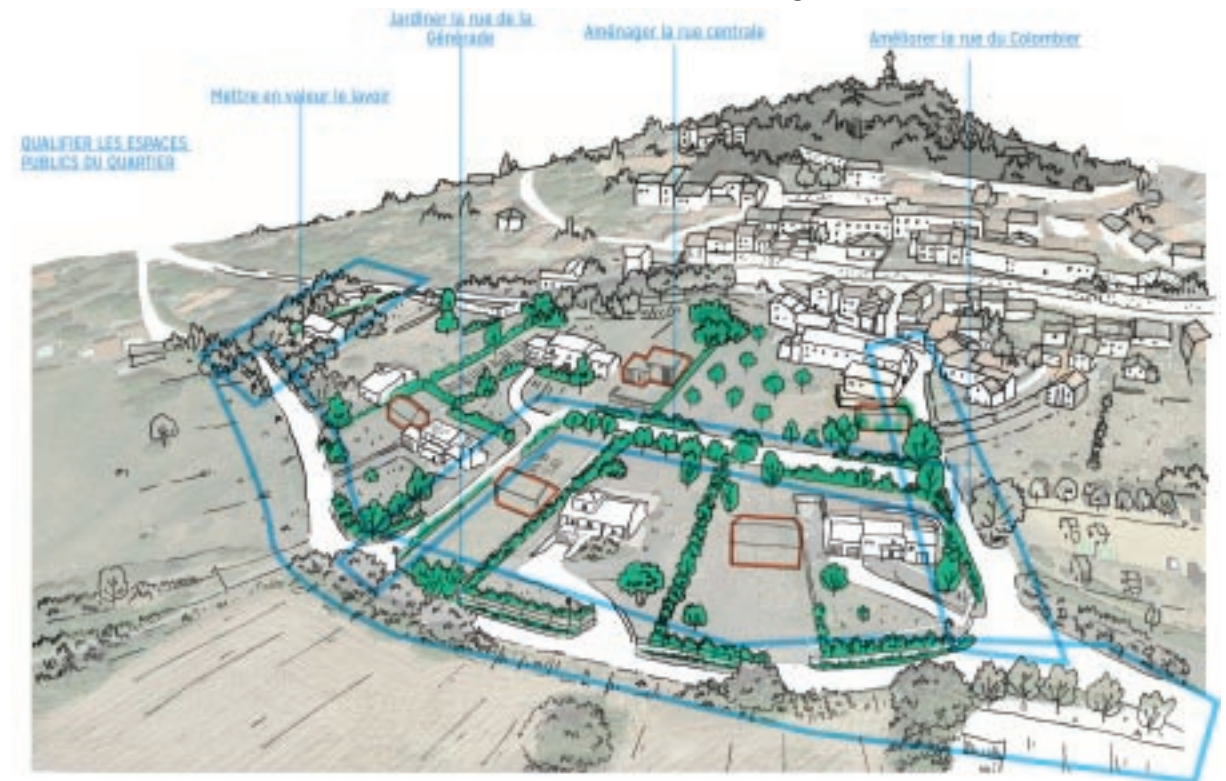 Jardiner la rue de la
Générade
Aménager la rue centrale
Améliorer la rue du Colombier
Mettre en valeur le lavoir
QUALIFIER LES ESPACES
PUBLICS DU QUARTIER